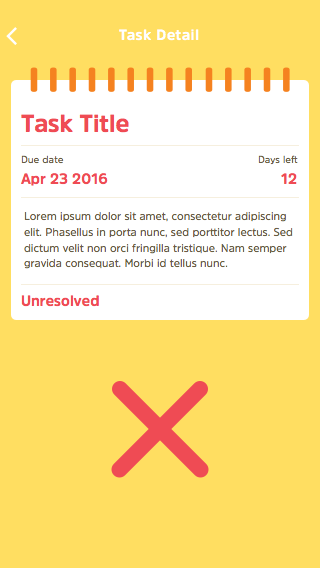 Task Detail
Task Title
Due date Days left
Apr 23 2016 12
Lorem ipsum dolor sit amet, consectetur adipiscing
elit. Phasellus in porta nunc, sed porttitor lectus. Sed
dictum velit non orci fringilla tristique. Nam semper
gravida consequat. Morbi id tellus nunc.
Unresolved